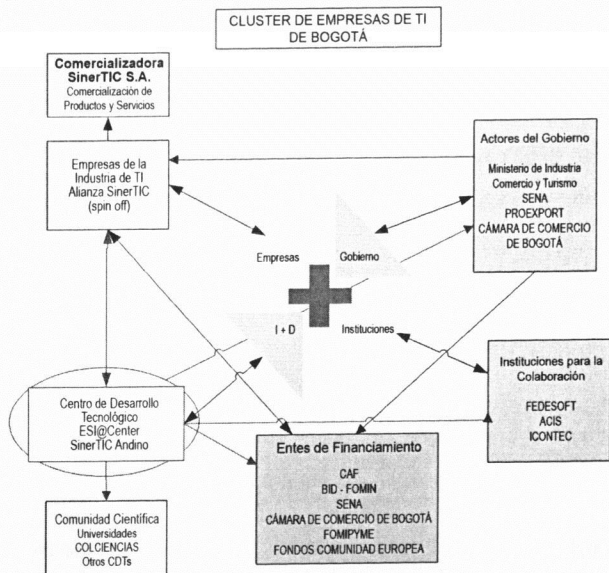 CLUSTER DE EMPRESAS DE TI
DE BOGOTÁ
Comercializadora
SinerTIC S.A.
Comercialización de
Productos y Servicios
Empresas de la
Industria de TI
Alianza SinerTIC
(spin off)
Actores del Gobierno
Ministerio de Industria
Comercio y Turismo
SENA
PROEXPORT
CÁMARA DE COMERCIO
DE BOGOTÁ
Empresas
Gobierno
I + D
Instituciones
Centro de Desarrollo
Tecnológico
ESI@Center
SinerTIC Andino
Instituciones para la
Colaboración
FEDESOFT
ACIS
ICONTEC
Entes de Financiamiento
CAF
BID - FOMIN
SENA
CÁMARA DE COMERCIO DE BOGOTÁ
FOMIPYME
FONDOS COMUNIDAD EUROPEA
Comunidad Científica
Universidades
COLCIENCIAS
Otros CDTs